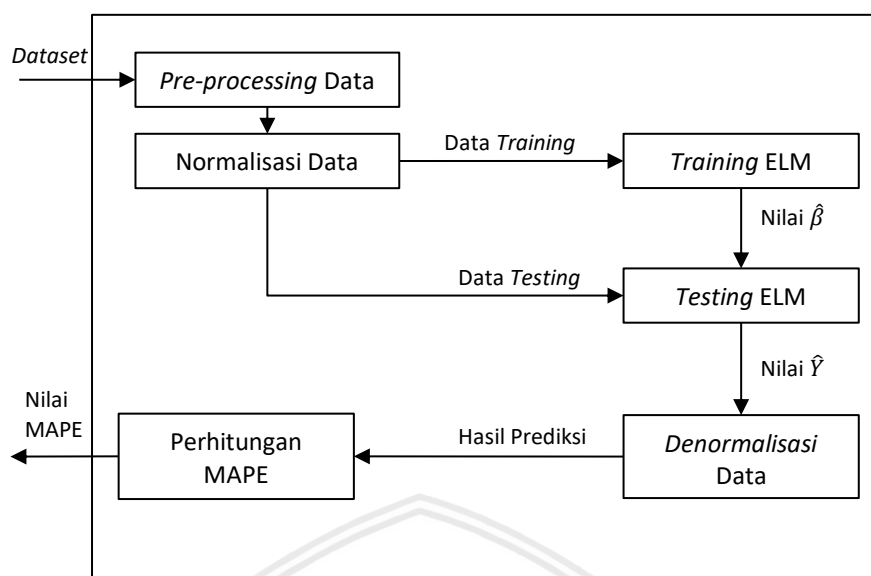 Dataset
Pre-processing Data
Normalisasi Data
Data Training
Training ELM
Nilai β̂
Data Testing
Testing ELM
Nilai Ŷ
Nilai
MAPE
Perhitungan
MAPE
Hasil Prediksi
Denormalisasi
Data